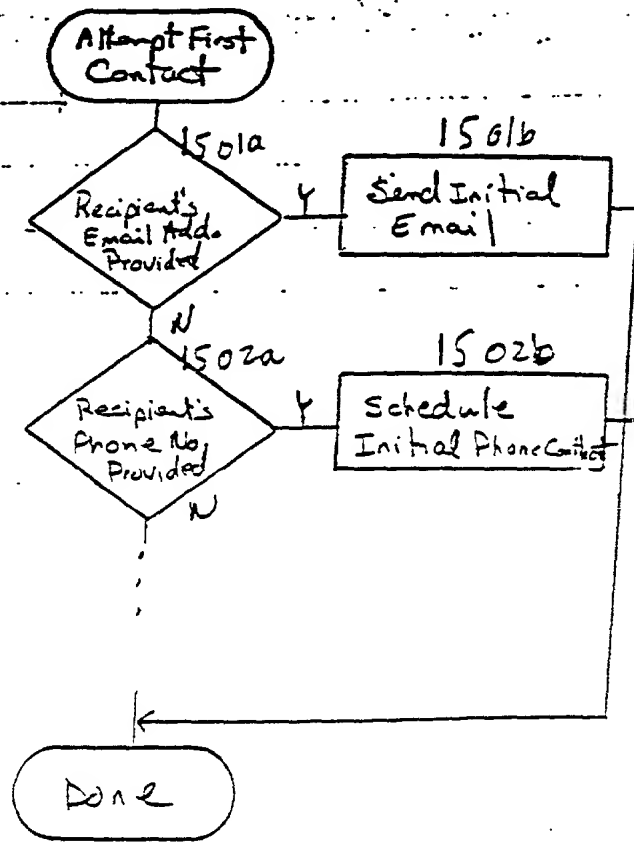 Attempt First
Contact
1501a
Recipient's
Email Add.
Provided
Y
1501b
Send Initial
Email
N
1502a
Recipient's
Phone No.
Provided
Y
1502b
Schedule
Initial Phone Contact
N
Done